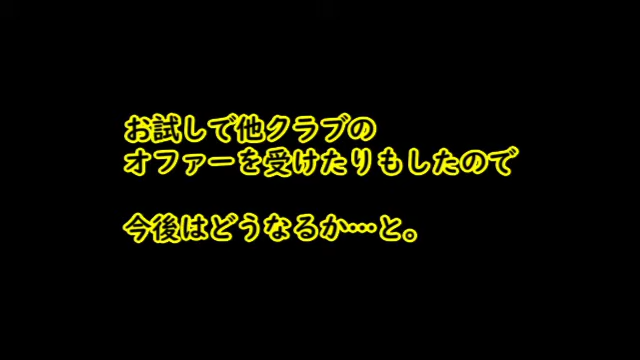 お試しで他クラブの
オファーを受けたりもしたので
今後はどうなるか…と。